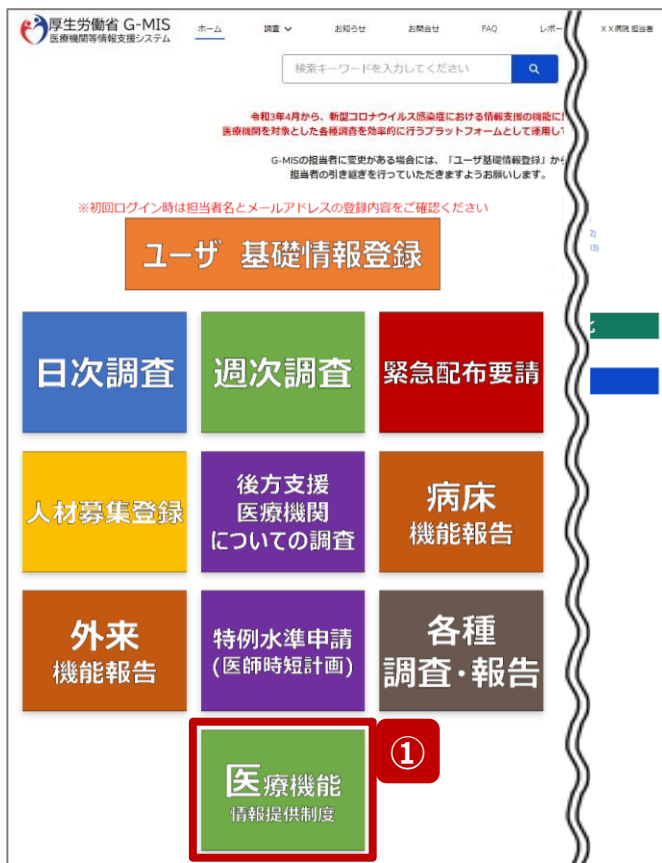 厚生労働省 G-MIS
医療機関等情報支援システム
ホーム 調査 お知らせ お問合せ FAQ レポー XX病院 担当者
検索キーワードを入力してください
令和3年4月から、新型コロナウイルス感染症における情報支援の機能に
医療機関を対象とした各種調査を効率的に行うプラットフォームとして運用して
G-MISの担当者に変更がある場合には、「ユーザ基礎情報登録」から
担当者の引き継ぎを行っていただきますようお願いします。
※初回ログイン時は担当者名とメールアドレスの登録内容をご確認ください
2)
ユーザ 基礎情報登録
日次調査 週次調査 緊急配布要請
人材募集登録
後方支援
医療機関
についての調査
病床
機能報告
外来
機能報告
特例水準申請
(医師時短計画)
各種
調査・報告
①
医療機能
情報提供制度